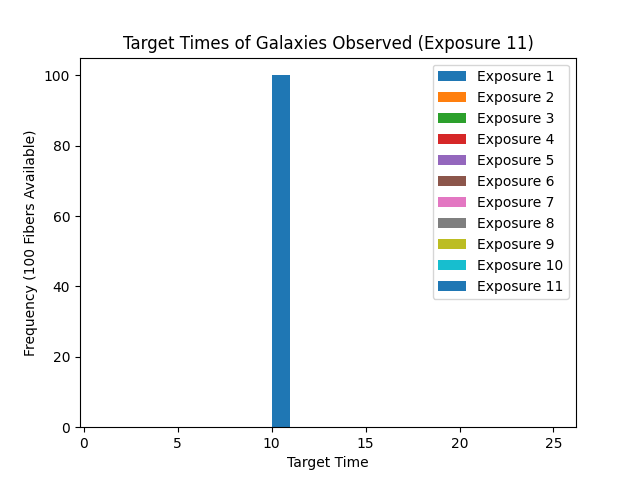 Target Times of Galaxies Observed (Exposure 11)
Frequency (100 Fibers Available)
100
80
60
40
20
0
Exposure 1
Exposure 2
Exposure 3
Exposure 4
Exposure 5
Exposure 6
Exposure 7
Exposure 8
Exposure 9
Exposure 10
Exposure 11
0 5 10 15 20 25
Target Time